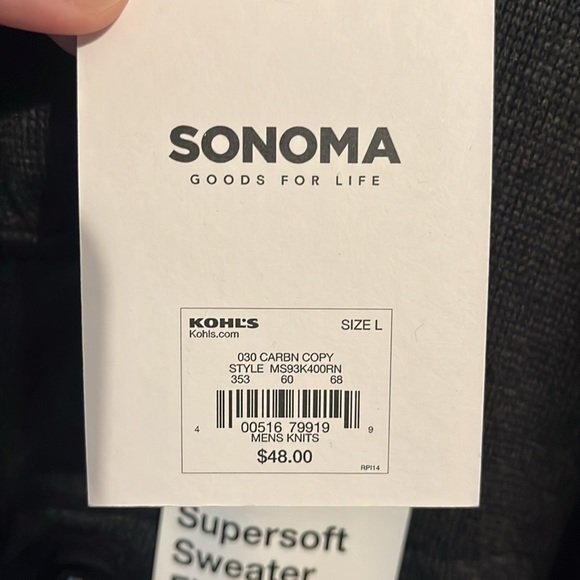 SONOMA
GOODS FOR LIFE
KOHL'S SIZE L
Kohls.com
030 CARBN COPY
STYLE MS93K400RN
353 60 68
4 00516 79919 9
MENS KNITS
$48.00
RPI14
Supersoft
Sweater